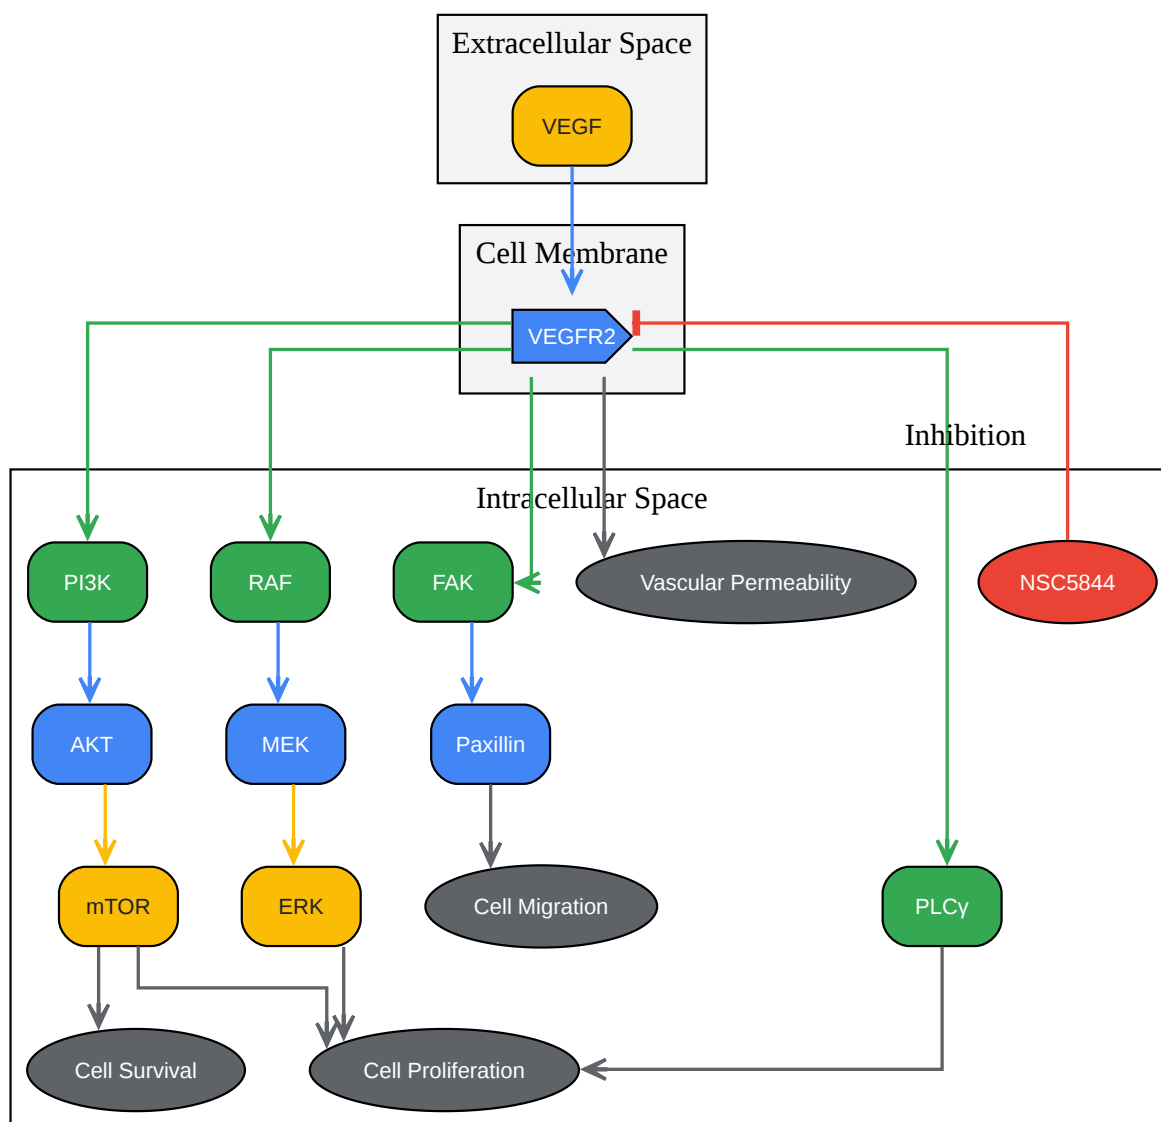 Extracellular Space
VEGF
Cell Membrane
VEGFR2
Inhibition
Intracellular Space
PI3K
RAF
FAK
Vascular Permeability
NSC5844
AKT
MEK
Paxillin
mTOR
ERK
Cell Migration
PLCγ
Cell Survival
Cell Proliferation